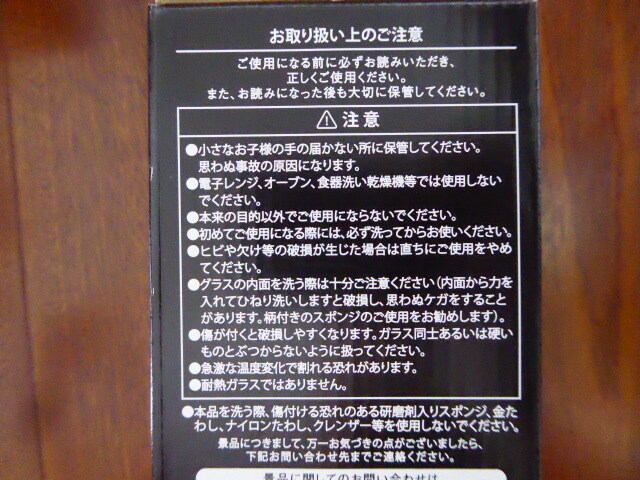 お取り扱い上のご注意
ご使用になる前に必ずお読みいただき、
正しくご使用ください。
また、お読みになった後も大切に保管してください。
⚠ 注意
●小さなお子様の手の届かない所に保管してください。
思わぬ事故の原因になります。
●電子レンジ、オーブン、食器洗い乾燥機等では使用しない
でください。
●本来の目的以外でご使用にならないでください。
●初めてご使用になる際には、必ず洗ってからお使いください。
●ヒビや欠け等の破損が生じた場合は直ちにご使用をやめ
てください。
●グラスの内面を洗う際は十分ご注意ください（内面から力を
入れてひねり洗いしますと破損し、思わぬケガをすること
があります。柄付きのスポンジのご使用をお勧めします）。
●傷が付くと破損しやすくなります。ガラス同士あるいは硬い
ものとぶつからないように扱ってください。
●急激な温度変化で割れる恐れがあります。
●耐熱ガラスではありません。
●本品を洗う際、傷付ける恐れのある研磨剤入りスポンジ、金た
わし、ナイロンたわし、クレンザー等を使用しないでください。
景品につきまして、万一お気づきの点がございましたら、
下記お問い合わせ先までご連絡ください。
景品に関してのお問い合わせは